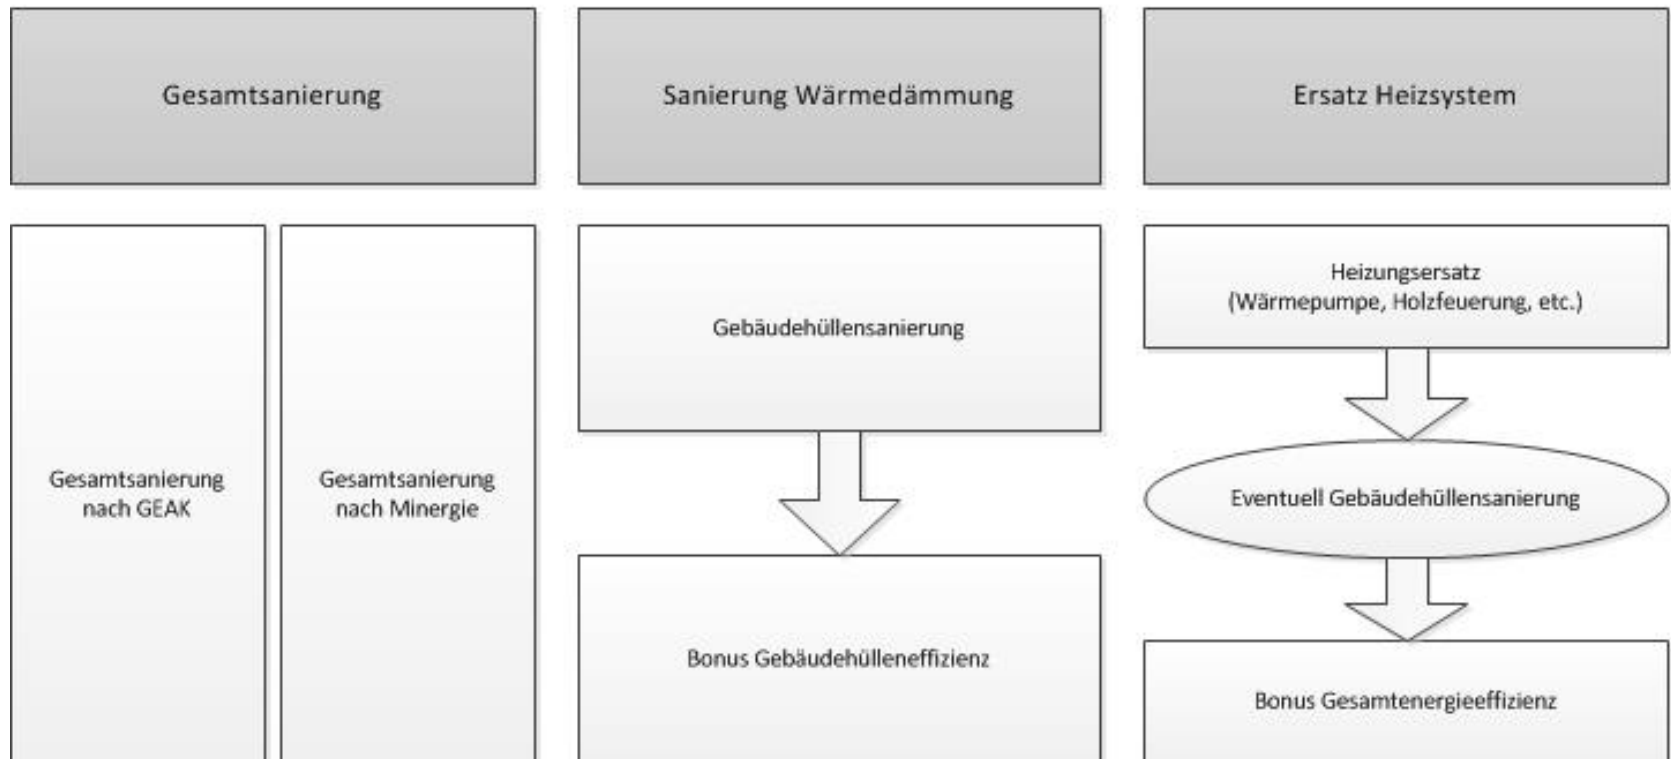 Gesamtsanierung
Sanierung Wärmedämmung
Ersatz Heizsystem
Gesamtsanierung
nach GEAK
Gesamtsanierung
nach Minergie
Gebäudehüllensanierung
Bonus Gebäudehülleneffizienz
Heizungsersatz
(Wärmepumpe, Holzfeuerung, etc.)
Eventuell Gebäudehüllensanierung
Bonus Gesamtenergieeffizienz